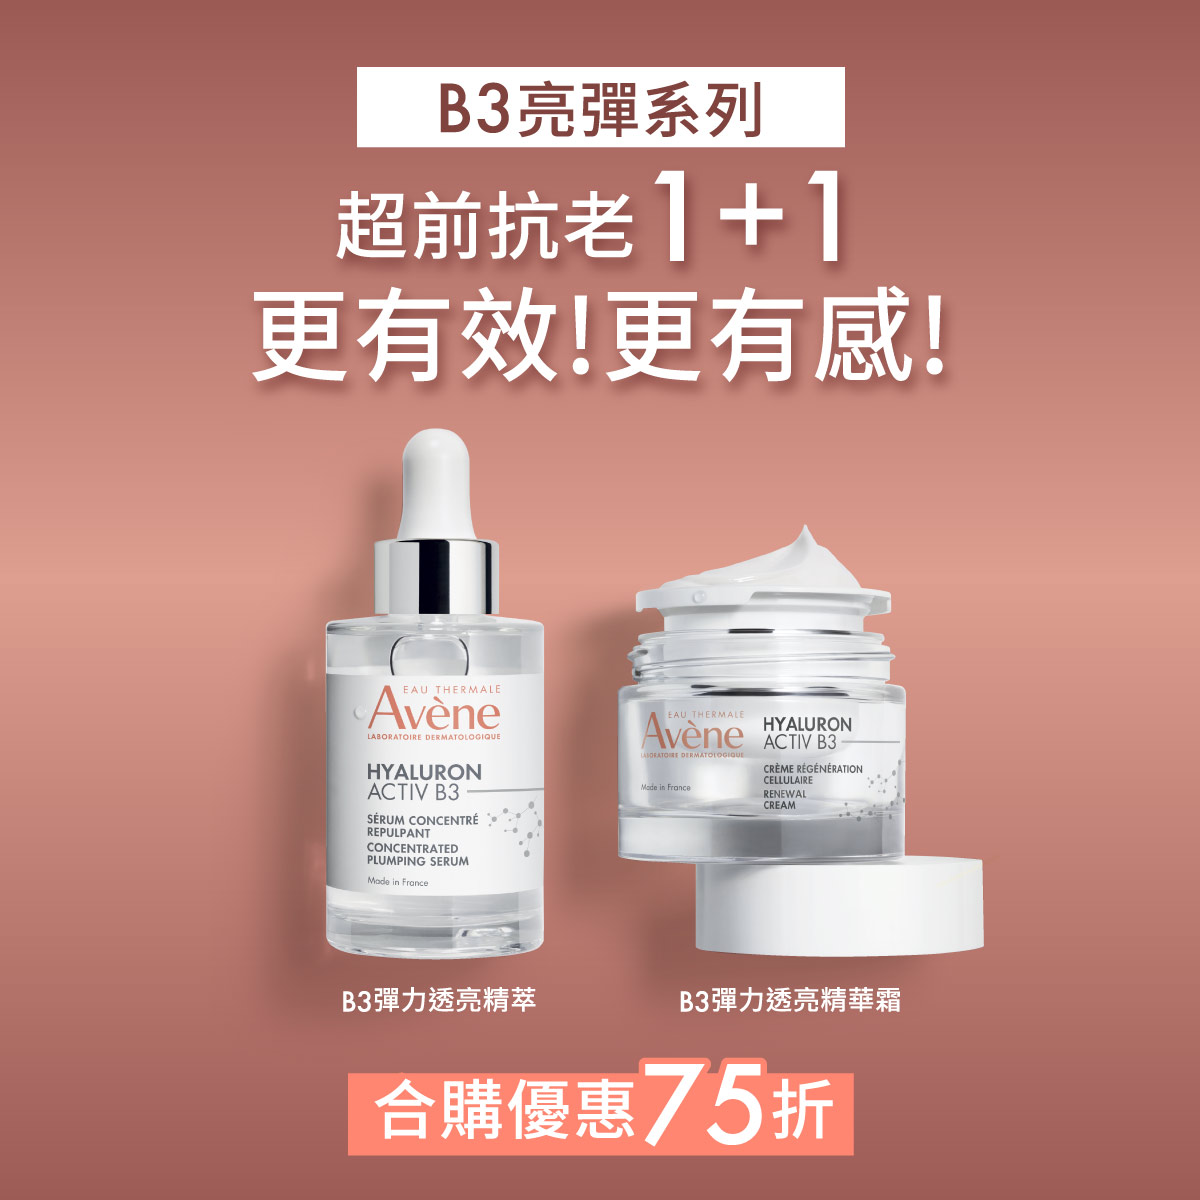 B3亮彈系列
超前抗老1+1
更有效!更有感!
EAU THERMALE
Avène
LABORATOIRE DERMATOLOGIQUE
HYALURON
ACTIV B3
SÉRUM CONCENTRÉ
REPULPANT
CONCENTRATED
PLUMPING SERUM
Made in France
EAU THERMALE
Avène
LABORATOIRE DERMATOLOGIQUE
Made in France
HYALURON
ACTIV B3
CRÈME RÉGÉNÉRATION
CELLULAIRE
RENEWAL
CREAM
B3彈力透亮精萃
B3彈力透亮精華霜
合購優惠75折